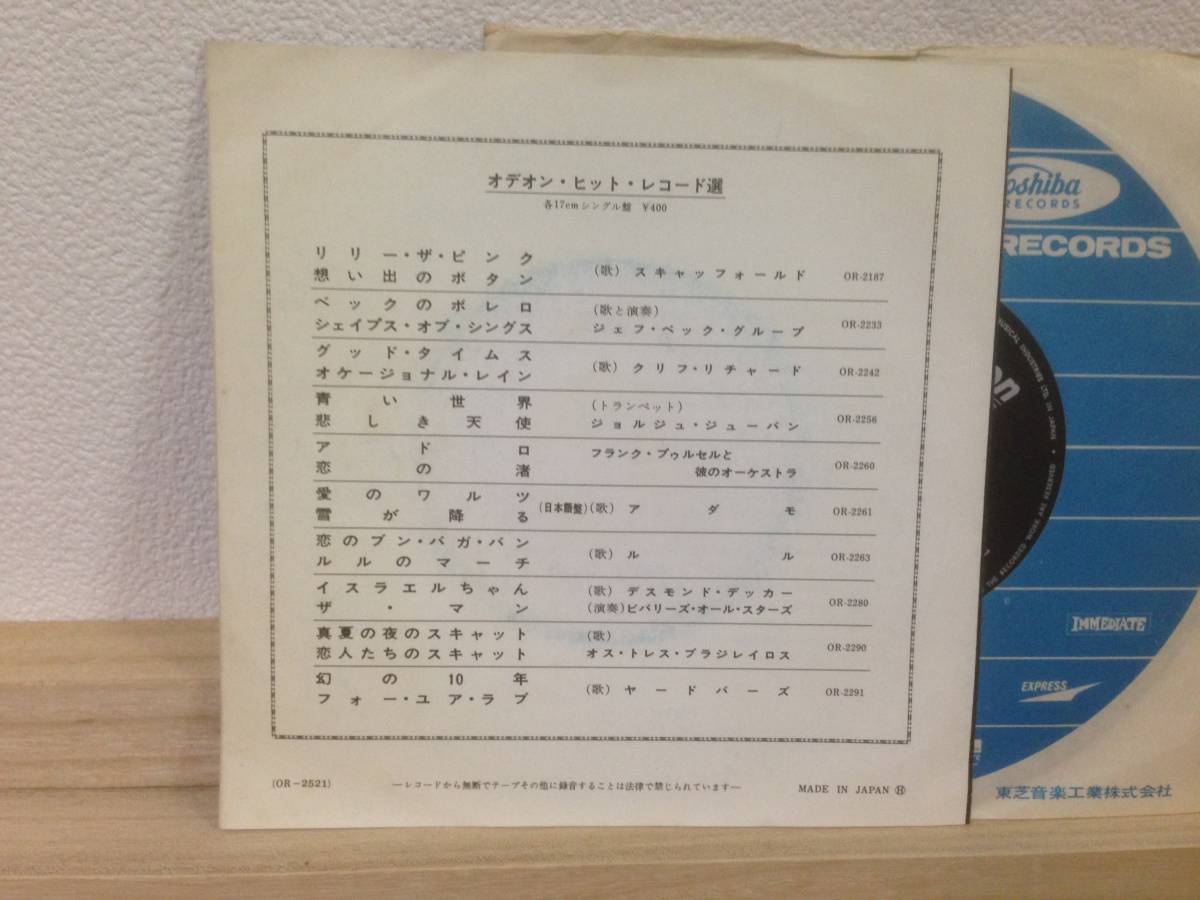 オデオン・ヒット・レコード選
各17cmシングル盤 ¥400
リリー・ザ・ピンク
想い出のボタン (歌) スキャッフォールド OR-2187
ベックのボレロ (歌と演奏)
シェイプス・オブ・シングス ジェフ・ベック・グループ OR-2233
グッド・タイムス
オケージョナル・レイン (歌) クリフ・リチャード OR-2242
青い世界 (トランペット)
悲しき天使 ジョルジュ・ジューバン OR-2256
アドロ フランク・プゥルセルと
恋の渚 彼のオーケストラ OR-2260
愛のワルツ
雪が降る (日本語盤)(歌) アダモ OR-2261
恋のブン・バガ・バン
ルルのマーチ (歌) ルル OR-2263
イスラエルちゃん (歌) デスモンド・デッカー
ザ・マン (演奏)ビバリーズ・オール・スターズ OR-2280
真夏の夜のスキャット (歌)
恋人たちのスキャット オス・トレス・ブラジレイロス OR-2290
幻の10年
フォー・ユア・ラブ (歌) ヤードバーズ OR-2291
(OR-2521) —レコードから無断でテープその他に録音することは法律で禁じられています— MADE IN JAPAN Ⓗ
oshiba
RECORDS
RECORDS
on
MUSICAL INDUSTRIES LTD. IN JAPAN •
THE RECORDED WORK ARE RESERVED
IMMEDIATE
EXPRESS
東芝音楽工業株式会社